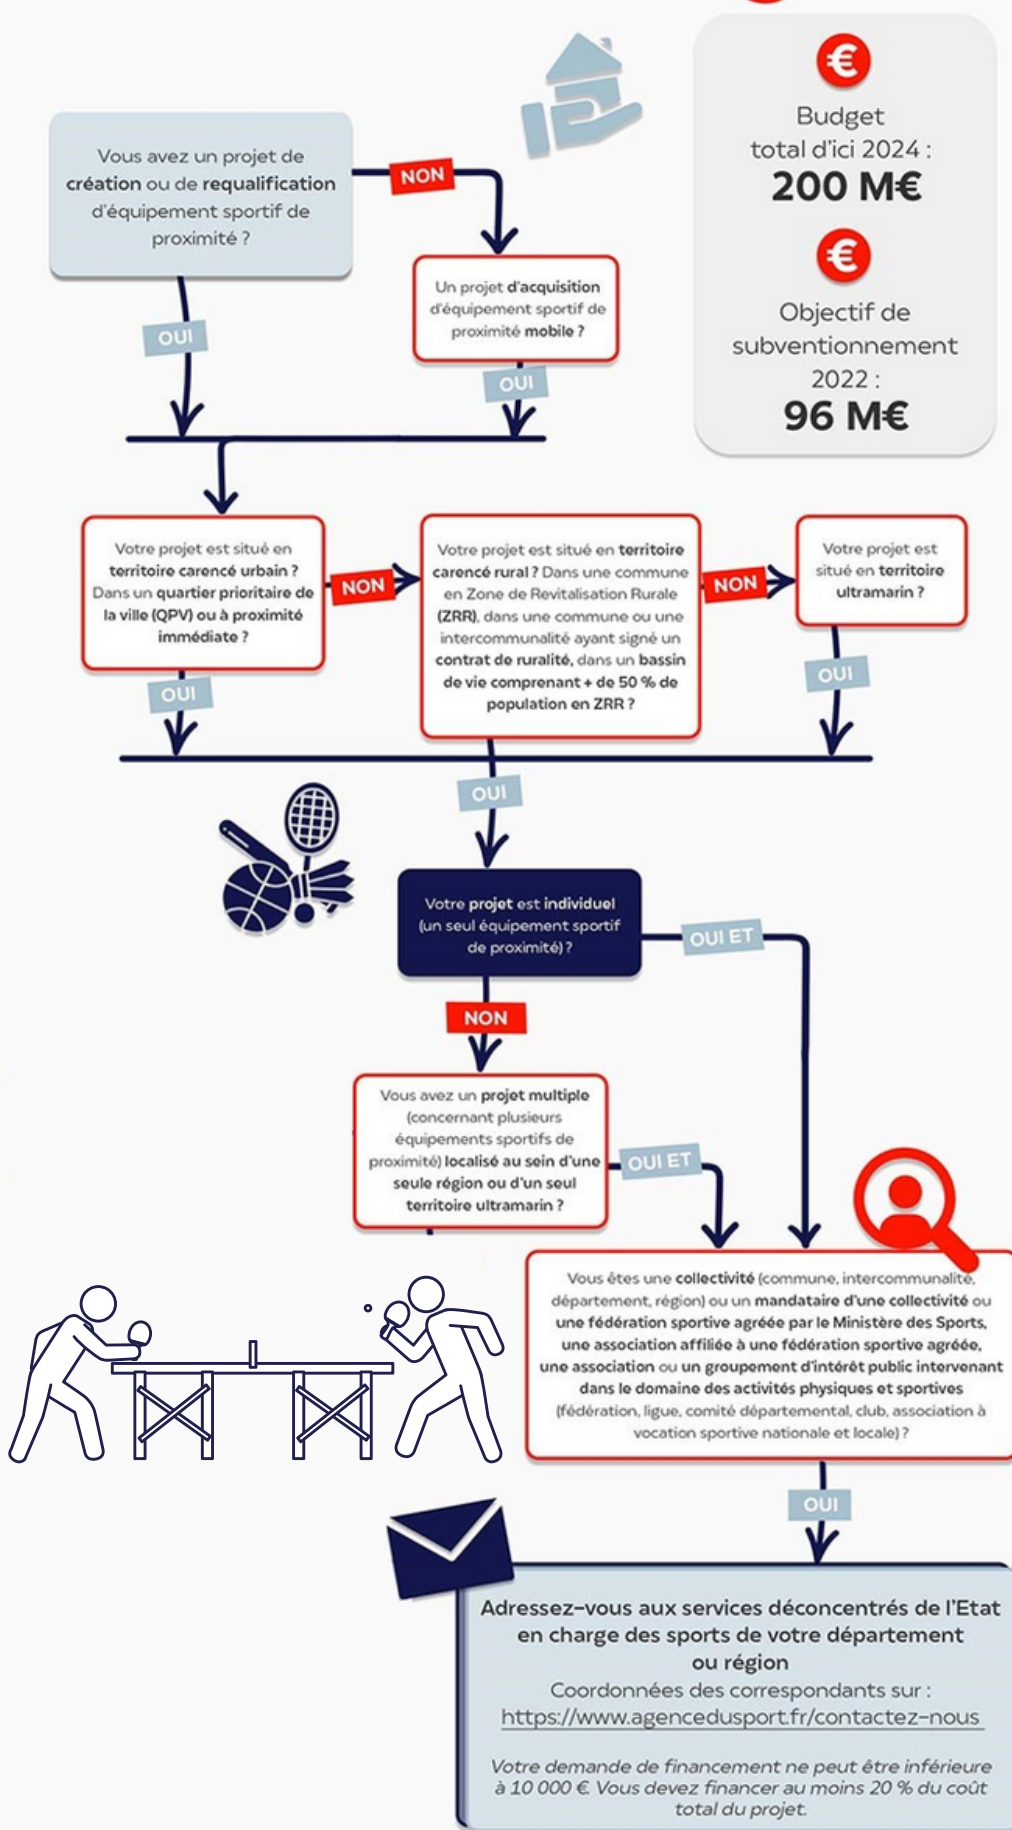 €
Budget
total d'ici 2024 :
200 M€
€
Objectif de
subventionnement
2022 :
96 M€
Vous avez un projet de
création ou de requalification
d'équipement sportif de
proximité ?
NON
OUI
Un projet d'acquisition
d'équipement sportif de
proximité mobile ?
OUI
Votre projet est situé en
territoire carencé urbain ?
Dans un quartier prioritaire de
la ville (QPV) ou à proximité
immédiate ?
NON
OUI
Votre projet est situé en territoire
carencé rural ? Dans une commune
en Zone de Revitalisation Rurale
(ZRR), dans une commune ou une
intercommunalité ayant signé un
contrat de ruralité, dans un bassin
de vie comprenant + de 50 % de
population en ZRR ?
NON
OUI
Votre projet est
situé en territoire
ultramarin ?
OUI
Votre projet est individuel
(un seul équipement sportif
de proximité) ?
OUI ET
NON
Vous avez un projet multiple
(concernant plusieurs
équipements sportifs de
proximité) localisé au sein d'une
seule région ou d'un seul
territoire ultramarin ?
OUI ET
Vous êtes une collectivité (commune, intercommunalité,
département, région) ou un mandataire d'une collectivité ou
une fédération sportive agréée par le Ministère des Sports,
une association affiliée à une fédération sportive agréée,
une association ou un groupement d'intérêt public intervenant
dans le domaine des activités physiques et sportives
(fédération, ligue, comité départemental, club, association à
vocation sportive nationale et locale) ?
OUI
Adressez-vous aux services déconcentrés de l'Etat
en charge des sports de votre département
ou région
Coordonnées des correspondants sur :
https://www.agencedusport.fr/contactez-nous
Votre demande de financement ne peut être inférieure
à 10 000 €. Vous devez financer au moins 20 % du coût
total du projet.